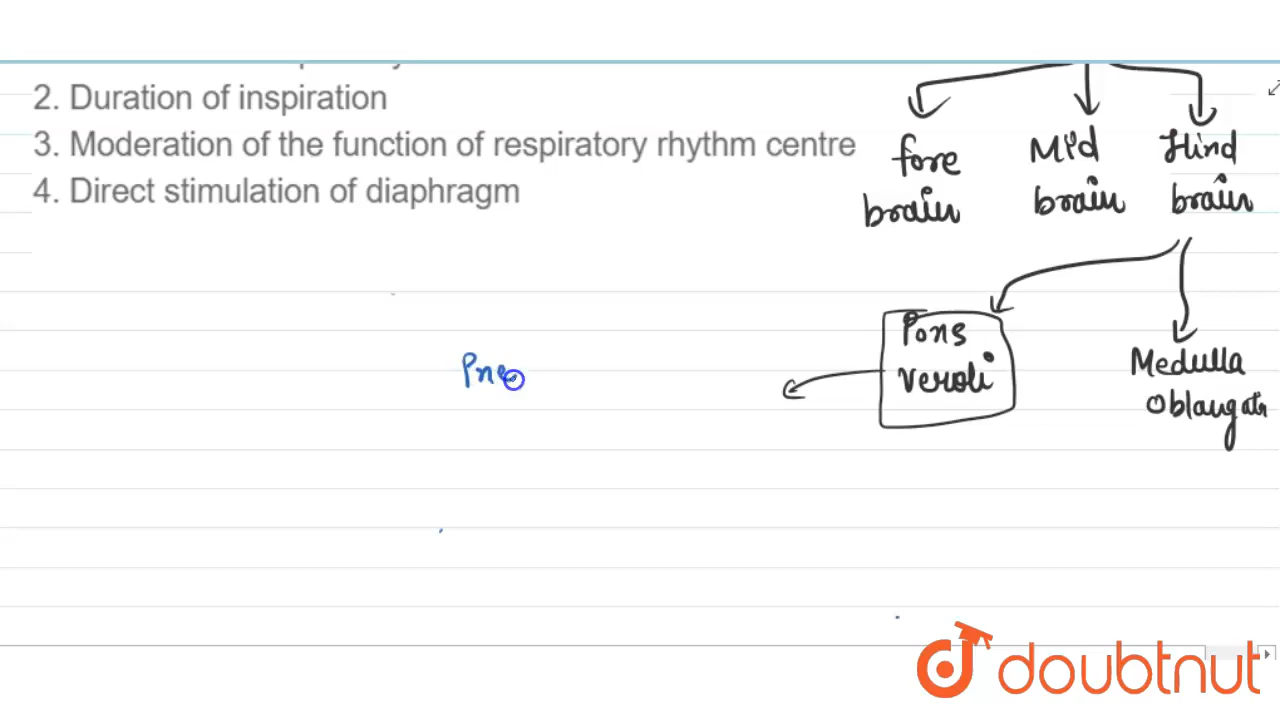 2. Duration of inspiration
3. Moderation of the function of respiratory rhythm centre
4. Direct stimulation of diaphragm
fore
brain
Mid
brain
Hind
brain
Pons
Veroli
Medulla
Pne
doubtnut